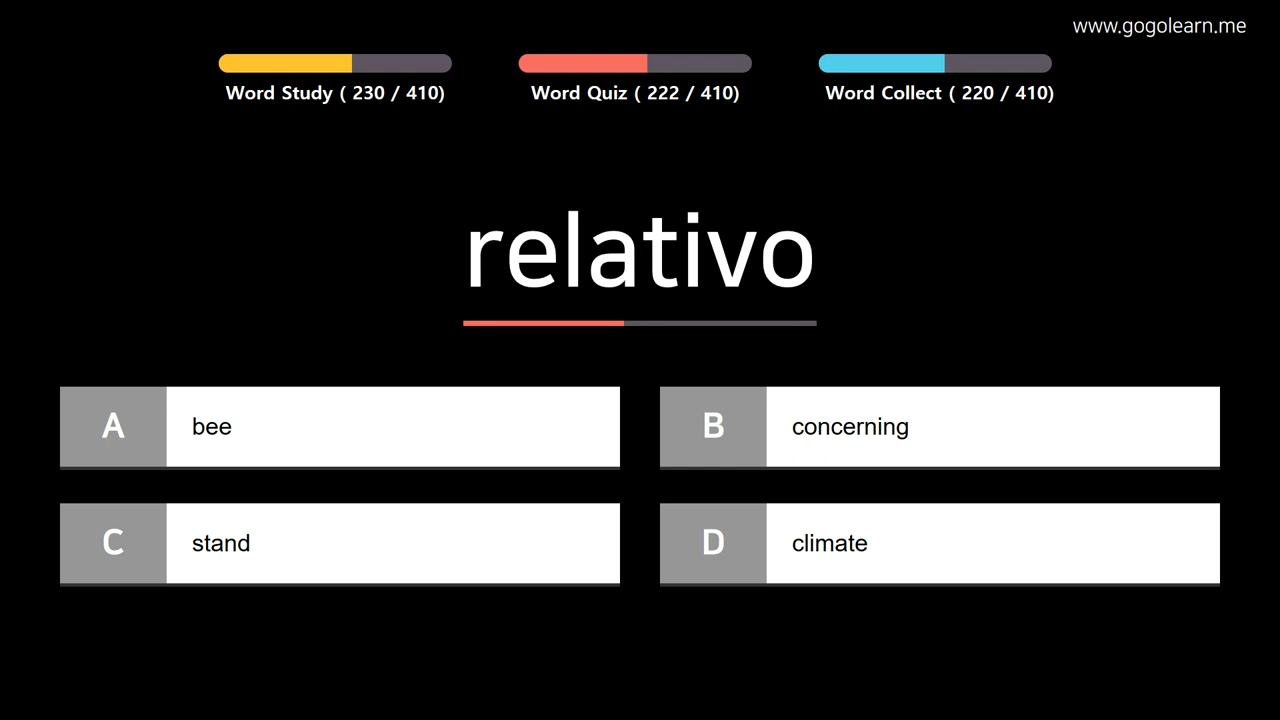 www.gogolearn.me
Word Study ( 230 / 410)
Word Quiz ( 222 / 410)
Word Collect ( 220 / 410)
relativo
A bee
B concerning
C stand
D climate